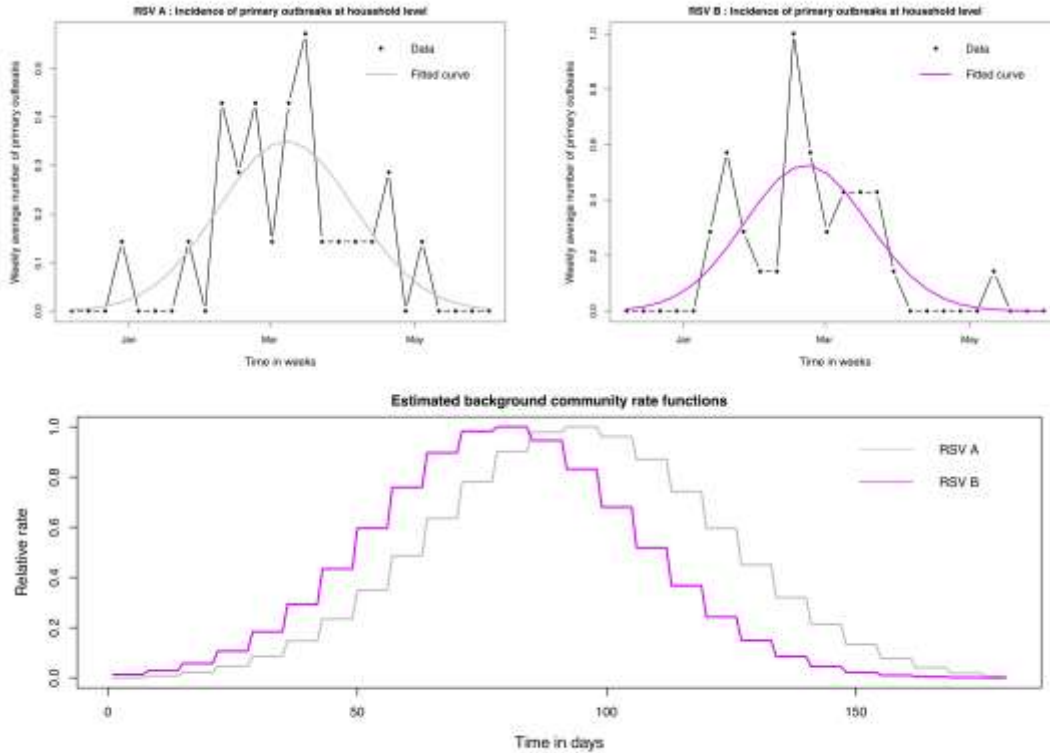 RSV A : Incidence of primary outbreaks at household level
Weekly average number of primary outbreaks
0.0
0.1
0.2
0.3
0.4
0.5
Data
Fitted curve
Jan
Mar
May
Time in weeks
RSV B : Incidence of primary outbreaks at household level
Weekly average number of primary outbreaks
0.0
0.2
0.4
0.6
0.8
1.0
Data
Fitted curve
Jan
Mar
May
Time in weeks
Estimated background community rate functions
Relative rate
0.0
0.2
0.4
0.6
0.8
1.0
RSV A
RSV B
0
50
100
150
Time in days